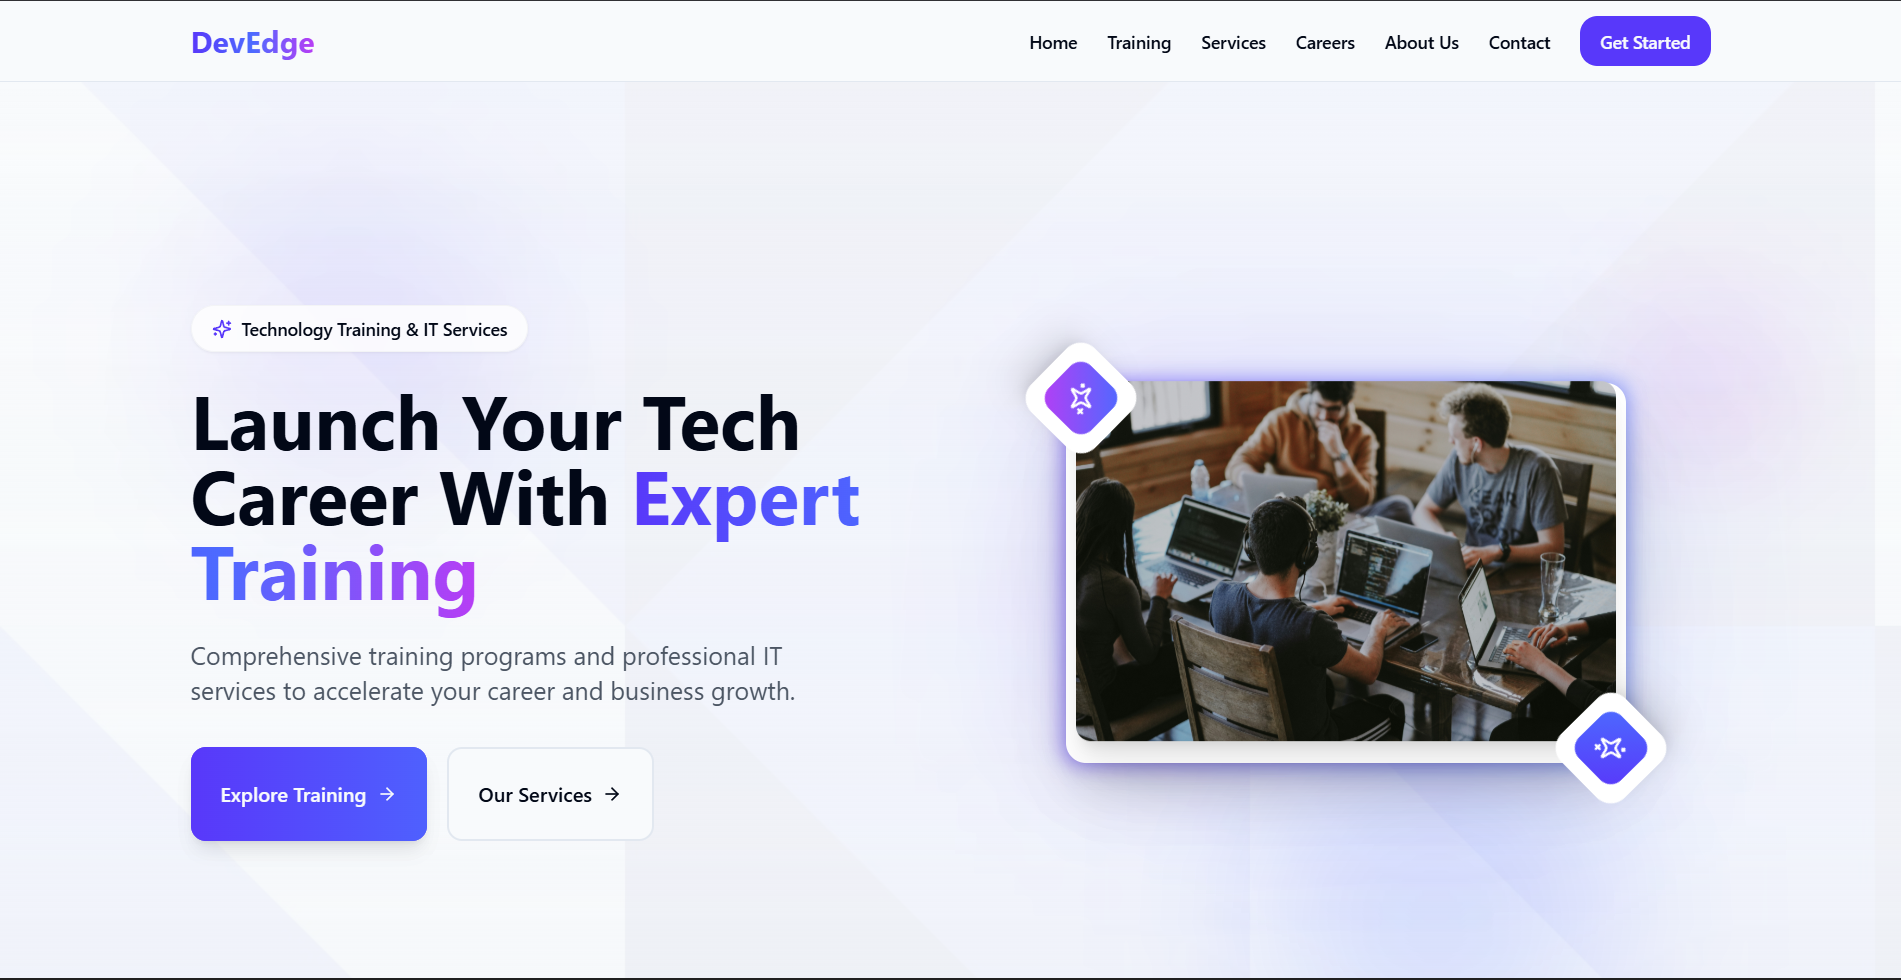 DevEdge
Home Training Services Careers About Us Contact Get Started
Technology Training & IT Services
Launch Your Tech
Career With Expert
Training
Comprehensive training programs and professional IT
services to accelerate your career and business growth.
Explore Training → Our Services →